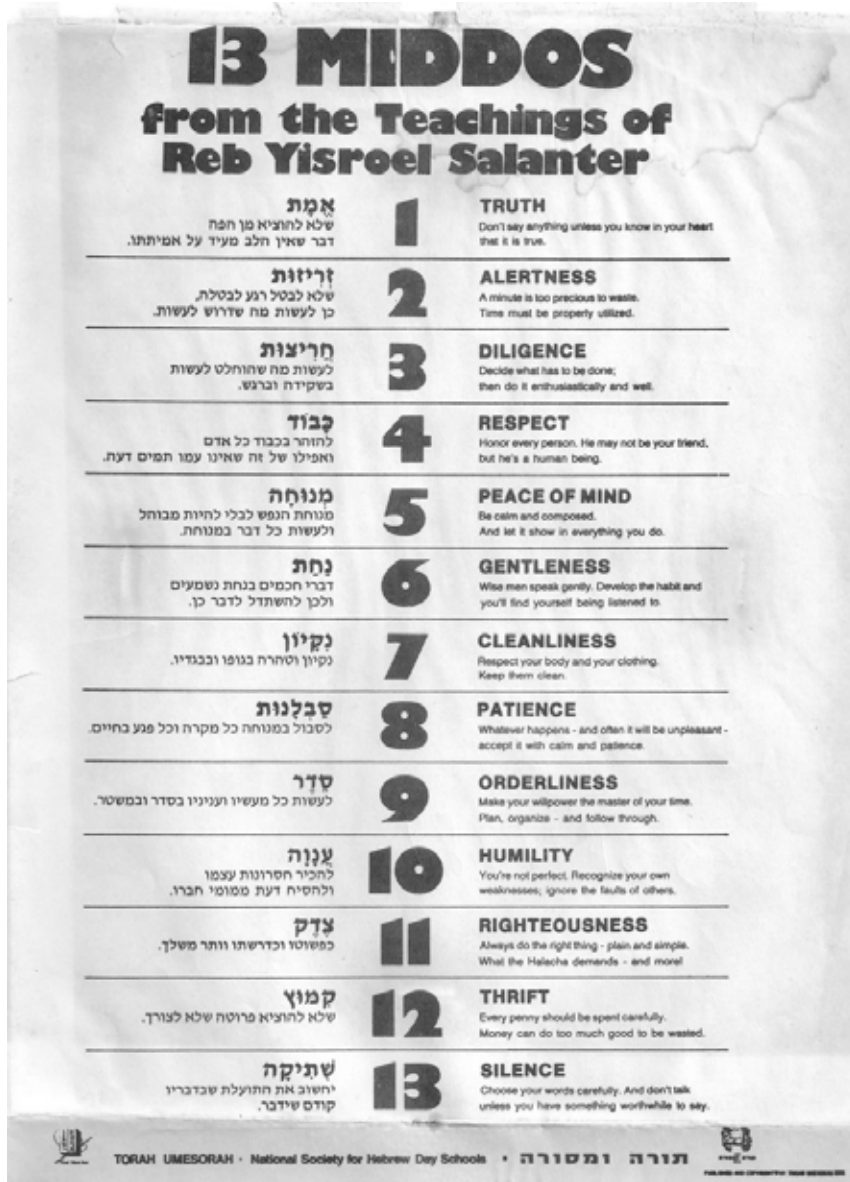 13 MIDDOS
from the Teachings of
Reb Yisroel Salanter
אֱמֶת
שלא להוציא מן הפה
דבר שאין הלב מעיד על אמיתתו.
1
TRUTH
Don't say anything unless you know in your heart
that it is true.
זְרִיזוּת
שלא לבטל רגע לבטלה,
כן לעשות מה שדרוש לעשות.
2
ALERTNESS
A minute is too precious to waste.
Time must be properly utilized.
חֲרִיצוּת
לעשות מה שהוחלט לעשות
בשקידה וברגש.
3
DILIGENCE
Decide what has to be done;
then do it enthusiastically and well.
כָּבוֹד
להזהר בכבוד כל אדם
ואפילו של זה שאינו עמו תמים דעה.
4
RESPECT
Honor every person. He may not be your friend,
but he's a human being.
מְנוּחָה
מנוחת הנפש לבלי להיות מבוהל
ולעשות כל דבר במנוחה.
5
PEACE OF MIND
Be calm and composed.
And let it show in everything you do.
נַחַת
דברי חכמים בנחת נשמעים
ולכן להשתדל לדבר כן.
6
GENTLENESS
Wise men speak gently. Develop the habit and
you'll find yourself being listened to.
נִקָּיוֹן
נקיון וטהרה בגופו ובבגדיו.
7
CLEANLINESS
Respect your body and your clothing.
Keep them clean.
סַבְלָנוּת
לסבול במנוחה כל מקרה וכל פגע בחיים.
8
PATIENCE
Whatever happens - and often it will be unpleasant -
accept it with calm and patience.
סֵדֶר
לעשות כל מעשיו ועניניו בסדר ובמשטר.
9
ORDERLINESS
Make your willpower the master of your time.
Plan, organize - and follow through.
עֲנָוָה
להכיר חסרונות עצמו
ולהסיח דעת ממומי חברו.
10
HUMILITY
You're not perfect. Recognize your own
weaknesses; ignore the faults of others.
צֶדֶק
כפשוטו וכדרשתו וותר משלך.
11
RIGHTEOUSNESS
Always do the right thing - plain and simple.
What the Halacha demands - and more!
קִמּוּץ
שלא להוציא פרוטה שלא לצורך.
12
THRIFT
Every penny should be spent carefully.
Money can do too much good to be wasted.
שְׁתִיקָה
יחשוב את התועלת שבדבריו
קודם שידבר.
13
SILENCE
Choose your words carefully. And don't talk
unless you have something worthwhile to say.
TORAH UMESORAH · National Society for Hebrew Day Schools · תורה ומסורה